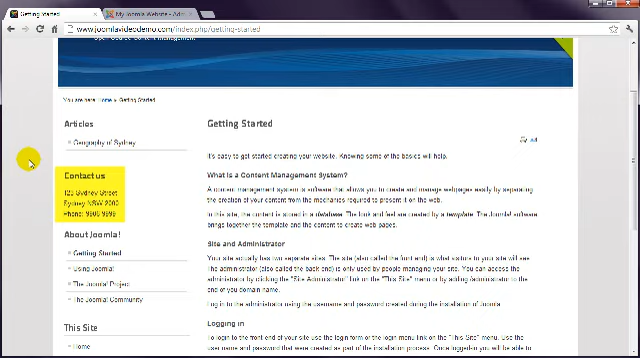 Getting Started
My Joomla Website - Adm
www.joomlavideodemo.com/index.php/getting-started
Open Source Content Management
You are here: Home Getting Started
Articles
Geography of Sydney
Contact us
123 Sydney Street
Sydney NSW 2000
Phone: 9906 9999
About Joomla!
Getting Started
Using Joomla!
The Joomla! Project
The Joomla! Community
This Site
Home
Getting Started
It's easy to get started creating your website. Knowing some of the basics will help.
What is a Content Management System?
A content management system is software that allows you to create and manage webpages easily by separating
the creation of your content from the mechanics required to present it on the web.
In this site, the content is stored in a database. The look and feel are created by a template. The Joomla! software
brings together the template and the content to create web pages.
Site and Administrator
Your site actually has two separate sites. The site (also called the front end) is what visitors to your site will see.
The administrator (also called the back end) is only used by people managing your site. You can access the
administrator by clicking the "Site Administrator" link on the "This Site" menu or by adding /administrator to the
end of you domain name.
Log in to the administrator using the username and password created during the installation of Joomla.
Logging in
To login to the front end of your site use the login form or the login menu link on the "This Site" menu. Use the
user name and password that were created as part of the installation process. Once logged-in you will be able to